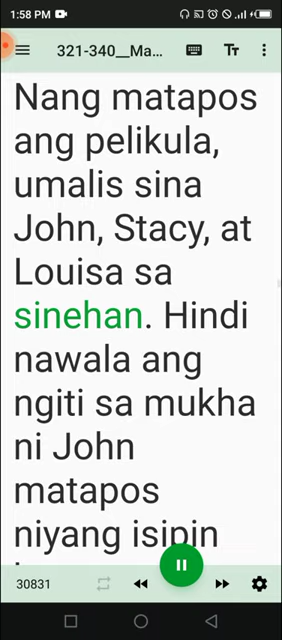 1:58 PM
321-340__Ma...
Nang matapos
ang pelikula,
umalis sina
John, Stacy, at
Louisa sa
sinehan. Hindi
nawala ang
ngiti sa mukha
ni John
matapos
niyang isipin
30831